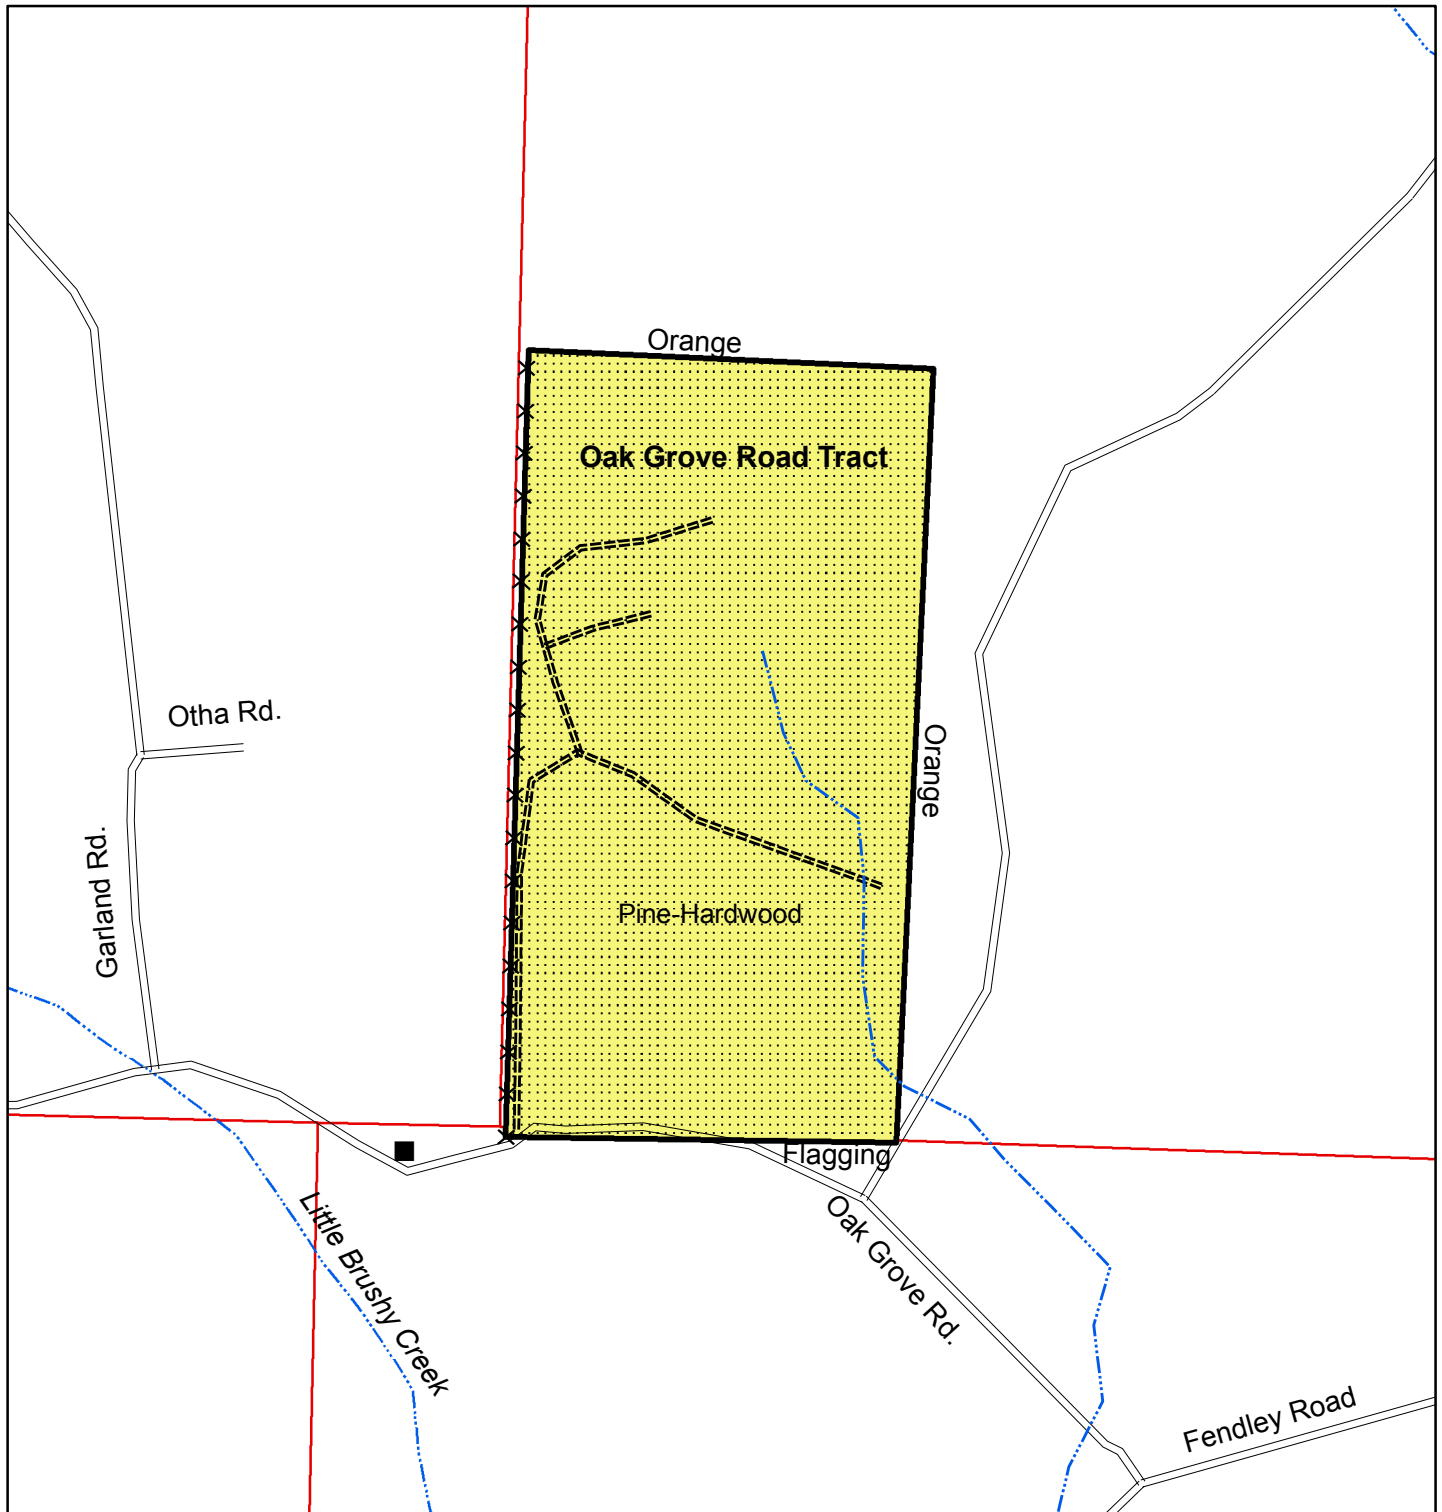 Orange
Oak Grove Road Tract
Otha Rd.
Orange
Garland Rd.
Pine-Hardwood
Flagging
Little Brushy Creek
Oak Grove Rd.
Fendley Road